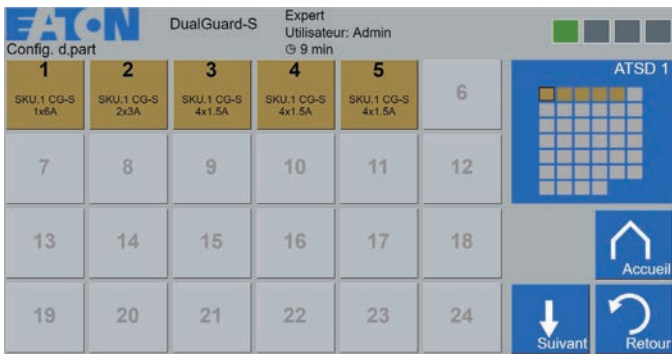 EATON
DualGuard-S
Expert
Utilisateur: Admin
9 min
Config. d,part
ATSD 1
1
SKU.1 CG-S
1x6A
2
SKU.1 CG-S
2x3A
3
SKU.1 CG-S
4x1.5A
4
SKU.1 CG-S
4x1.5A
5
SKU.1 CG-S
4x1.5A
6
7
8
9
10
11
12
13
14
15
16
17
18
Accueil
19
20
21
22
23
24
Suivant
Retour